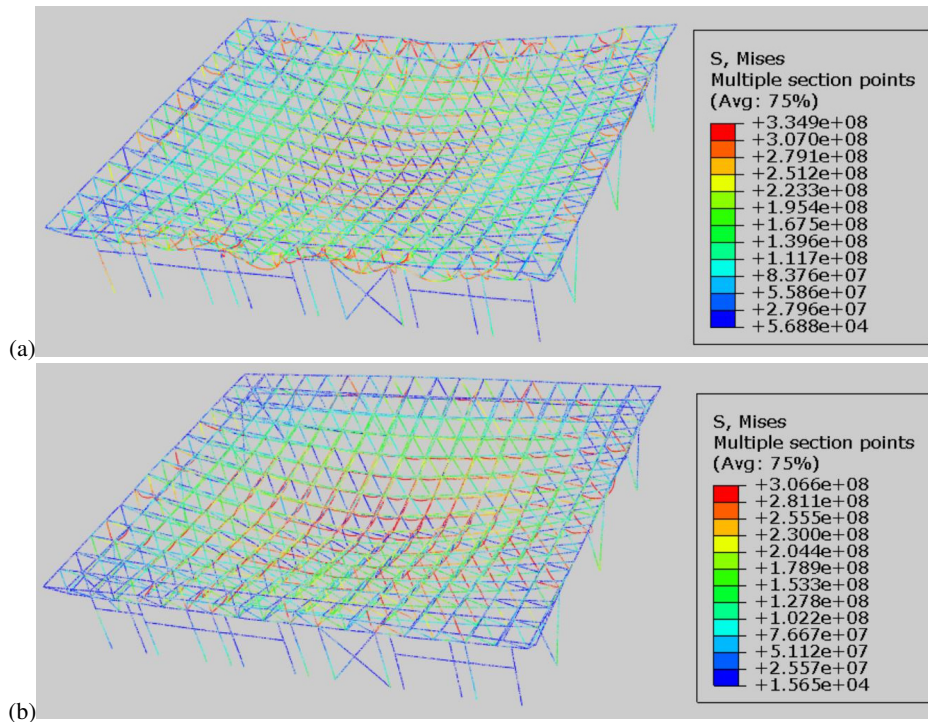 S, Mises
Multiple section points
(Avg: 75%)
+3.349e+08
+3.070e+08
+2.791e+08
+2.512e+08
+2.233e+08
+1.954e+08
+1.675e+08
+1.396e+08
+1.117e+08
+8.376e+07
+5.586e+07
+2.796e+07
+5.688e+04
(a)
S, Mises
Multiple section points
(Avg: 75%)
+3.066e+08
+2.811e+08
+2.555e+08
+2.300e+08
+2.044e+08
+1.789e+08
+1.533e+08
+1.278e+08
+1.022e+08
+7.667e+07
+5.112e+07
+2.557e+07
+1.565e+04
(b)